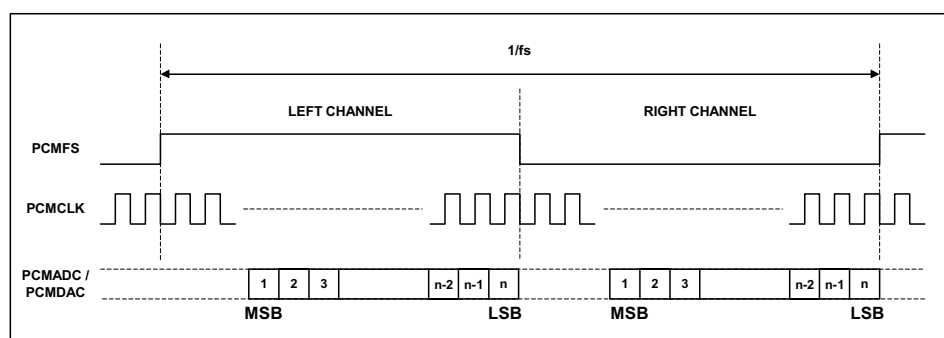 1/fs
LEFT CHANNEL RIGHT CHANNEL
PCMFS
PCMCLK
PCMADC /
PCMDAC
1 2 3 n-2 n-1 n 1 2 3 n-2 n-1 n
MSB LSB MSB LSB